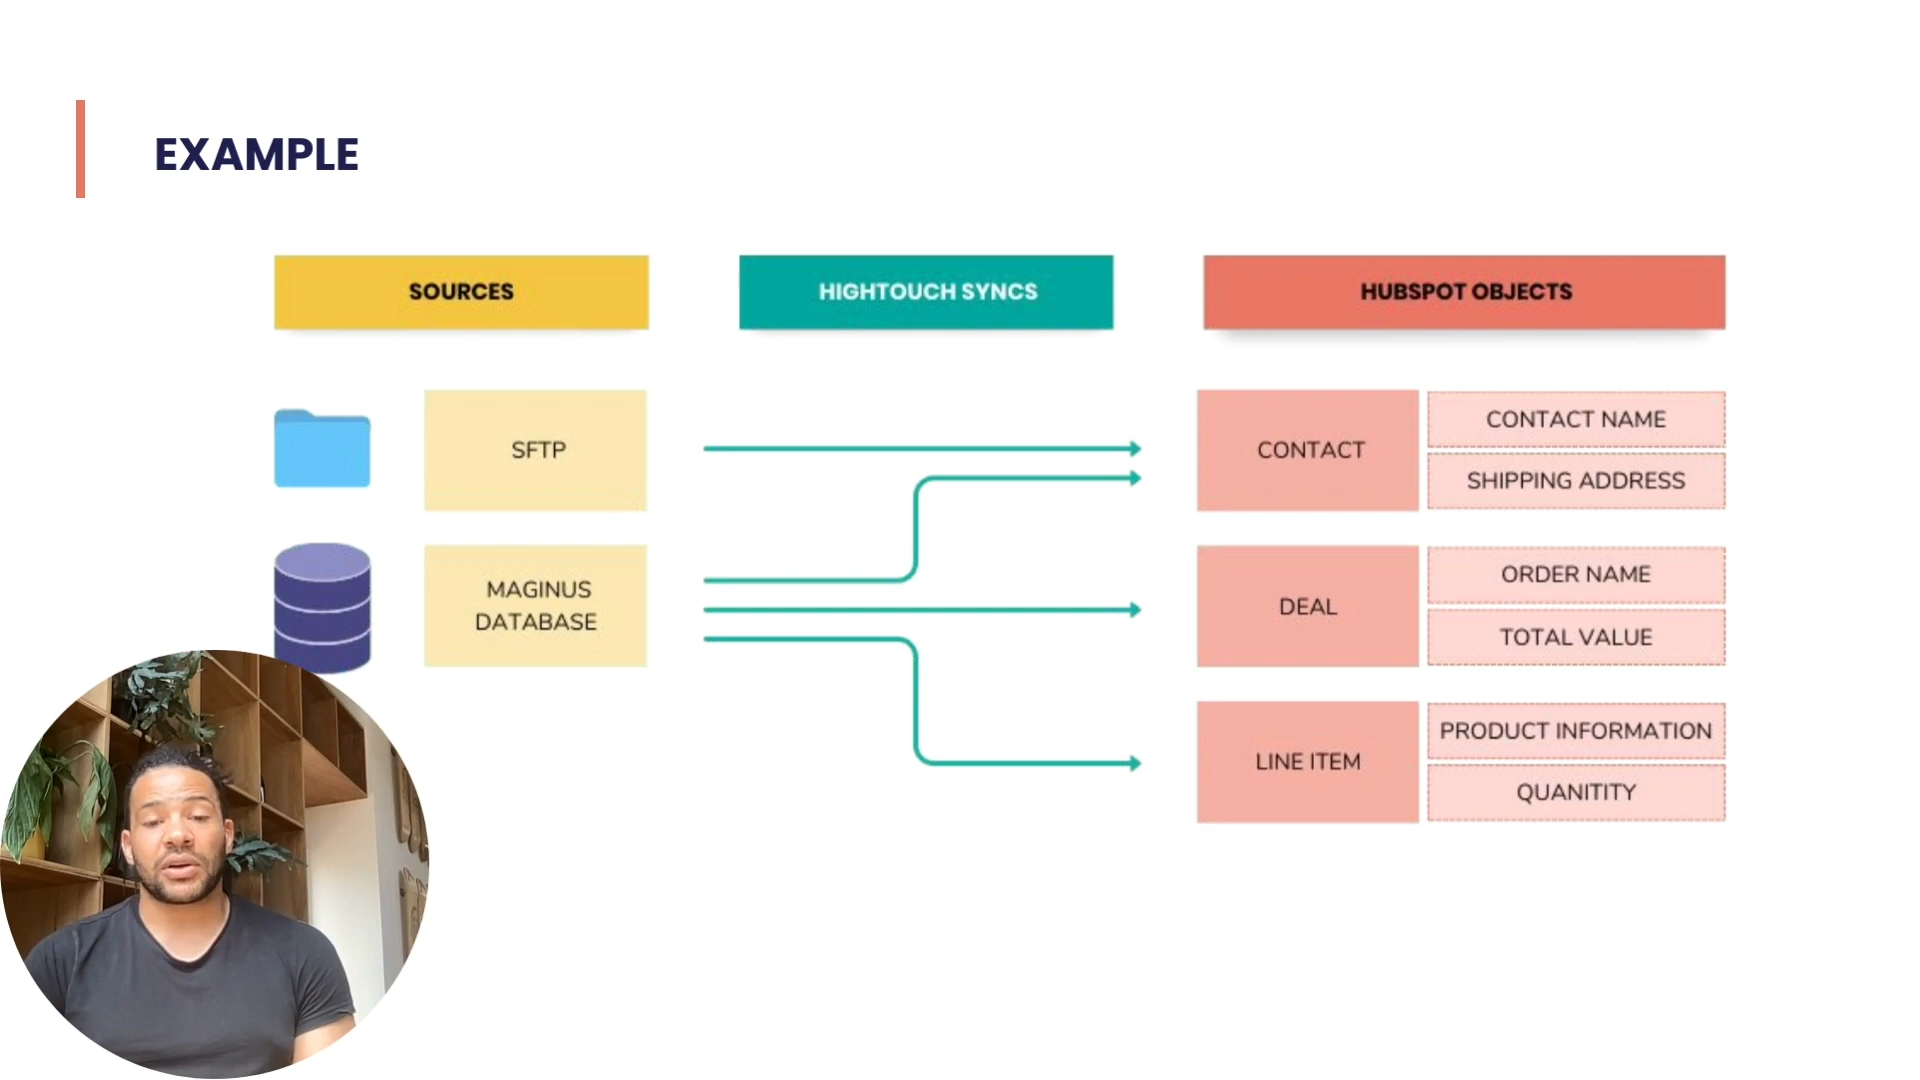 EXAMPLE
SOURCES
HIGHTOUCH SYNCS
HUBSPOT OBJECTS
SFTP
CONTACT
CONTACT NAME
SHIPPING ADDRESS
MAGINUS
DATABASE
DEAL
ORDER NAME
TOTAL VALUE
LINE ITEM
PRODUCT INFORMATION
QUANITITY